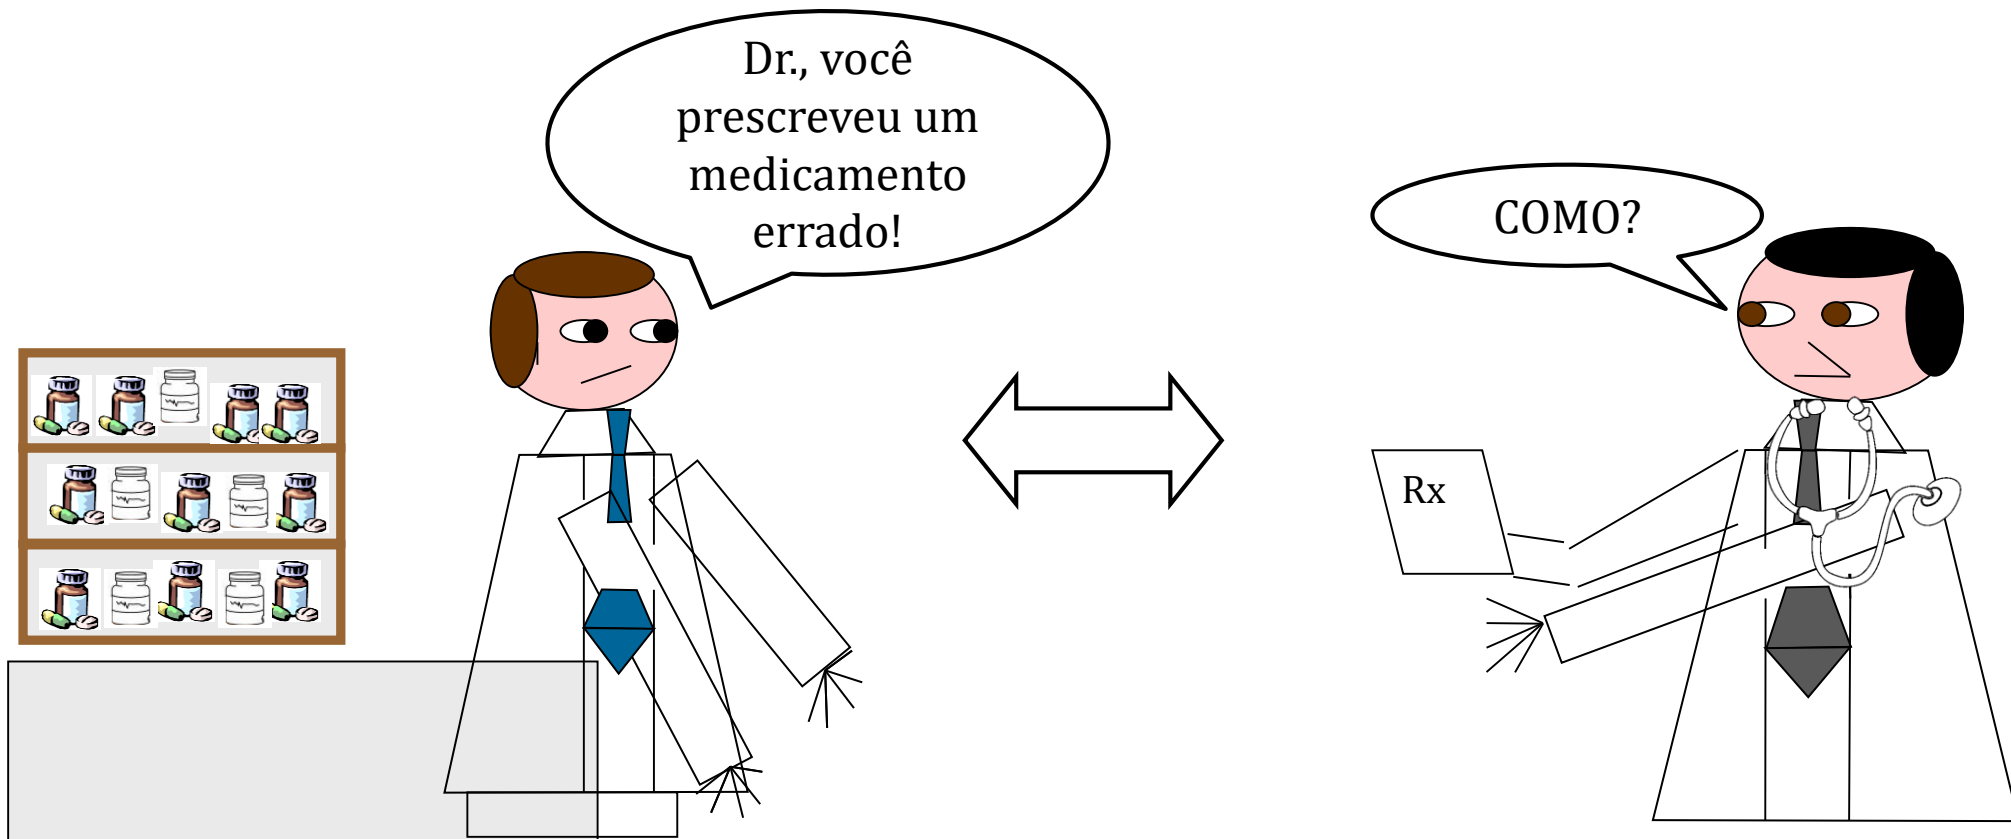 Dr., você
prescreveu um
medicamento
errado!
COMO?
Rx